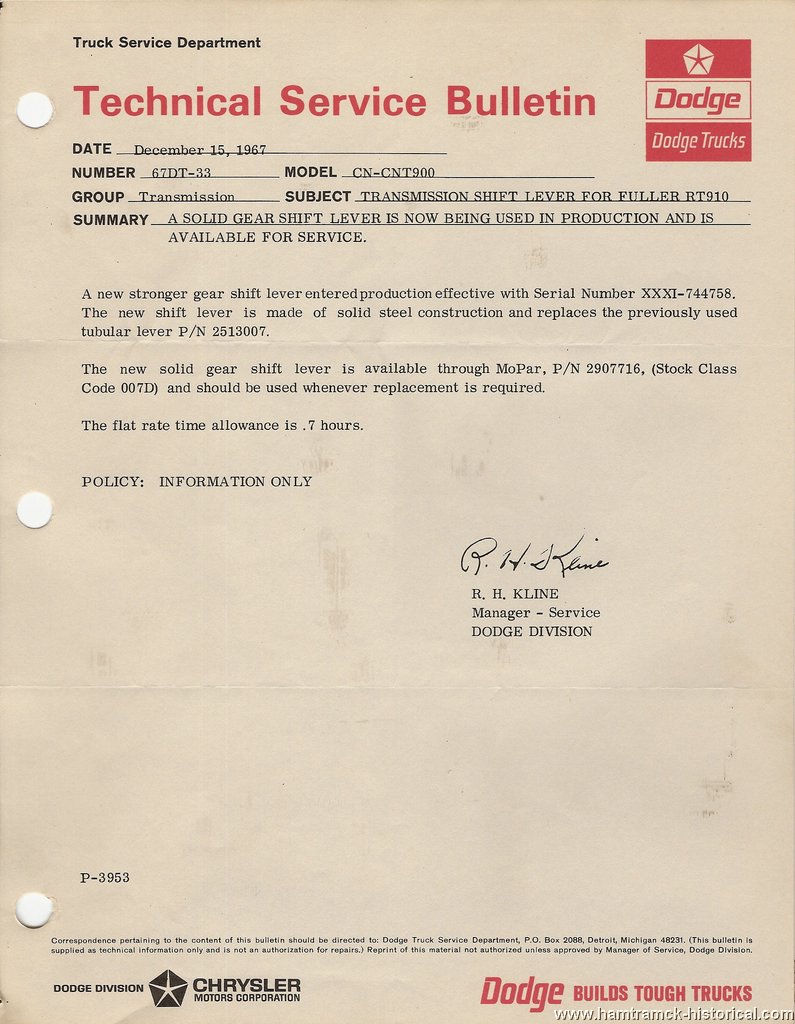 Truck Service Department
Technical Service Bulletin
Dodge
Dodge Trucks
DATE December 15, 1967
NUMBER 67DT-33 MODEL CN-CNT900
GROUP Transmission SUBJECT TRANSMISSION SHIFT LEVER FOR FULLER RT910
SUMMARY A SOLID GEAR SHIFT LEVER IS NOW BEING USED IN PRODUCTION AND IS
AVAILABLE FOR SERVICE.
A new stronger gear shift lever entered production effective with Serial Number XXXI-744758.
The new shift lever is made of solid steel construction and replaces the previously used
tubular lever P/N 2513007.
The new solid gear shift lever is available through MoPar, P/N 2907716, (Stock Class
Code 007D) and should be used whenever replacement is required.
The flat rate time allowance is .7 hours.
POLICY: INFORMATION ONLY
R. H. Kline
R. H. KLINE
Manager - Service
DODGE DIVISION
P-3953
Correspondence pertaining to the content of this bulletin should be directed to: Dodge Truck Service Department, P.O. Box 2088, Detroit, Michigan 48231. (This bulletin is
supplied as technical information only and is not an authorization for repairs.) Reprint of this material not authorized unless approved by Manager of Service, Dodge Division.
DODGE DIVISION CHRYSLER
MOTORS CORPORATION
Dodge BUILDS TOUGH TRUCKS
www.hamtramck-historical.com